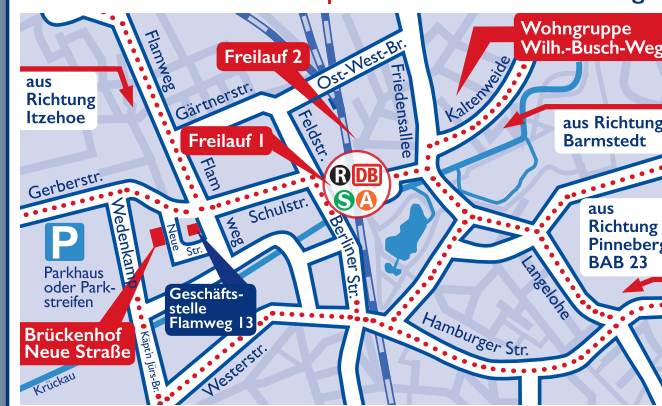 Wohngruppe
Wilh.-Busch-Weg
Flamweg
Freilauf 2
Ost-West-Br.
Friedensallee
Kaltenweide
aus
Richtung
Itzehoe
Gärtnerstr.
Feldstr.
aus Richtung
Barmstedt
Freilauf 1
Flam
weg
R DB
S A
Gerberstr.
Wedenkamp
Schulstr.
Neue
Str.
Berliner Str.
aus
Richtung
Pinneberg
BAB 23
P
Parkhaus
oder Park-
streifen
Geschäfts-
stelle
Flamweg 13
Langelohe
Brückenhof
Neue Straße
Käpt'n Jürs-Br.
Hamburger Str.
Westerstr.
Krückau